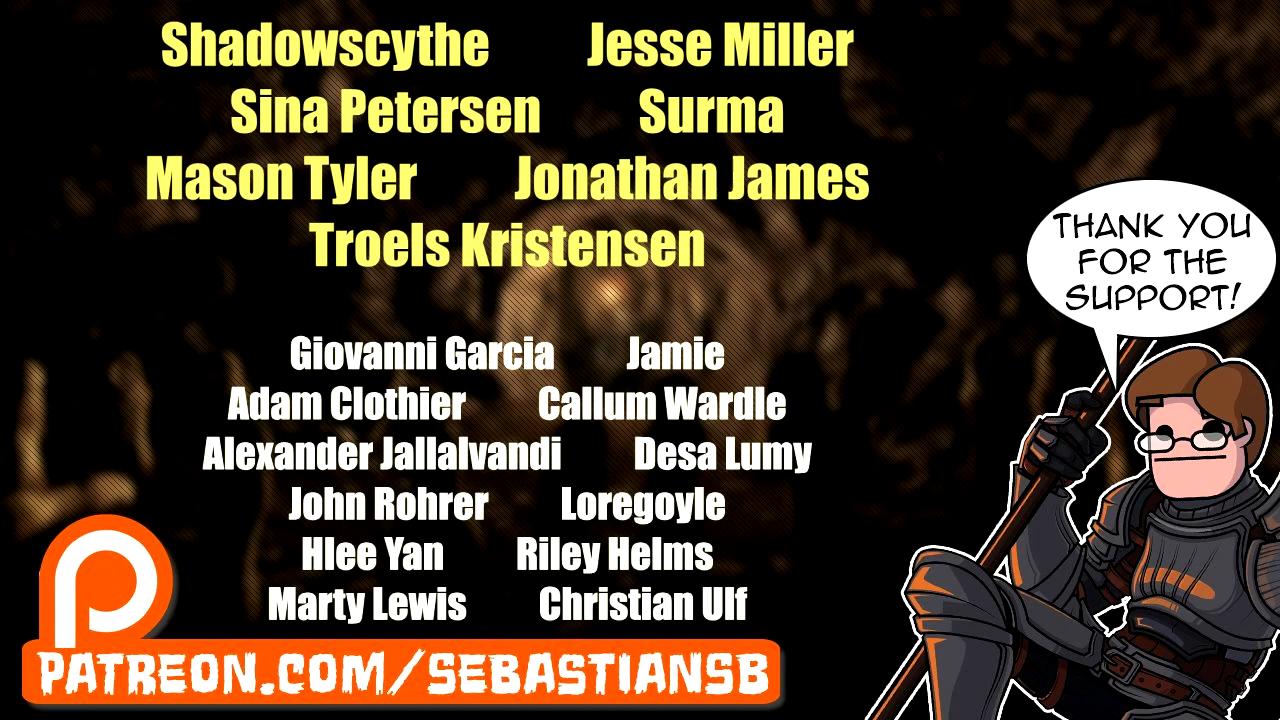 Shadowscythe Jesse Miller
Sina Petersen Surma
Mason Tyler Jonathan James
Troels Kristensen
Giovanni Garcia Jamie
Adam Clothier Callum Wardle
Alexander Jallalvandi Desa Lumy
John Rohrer Loregoyle
Hlee Yan Riley Helms
Marty Lewis Christian Ulf
PATREON.COM/SEBASTIANSB
THANK YOU
FOR THE
SUPPORT!